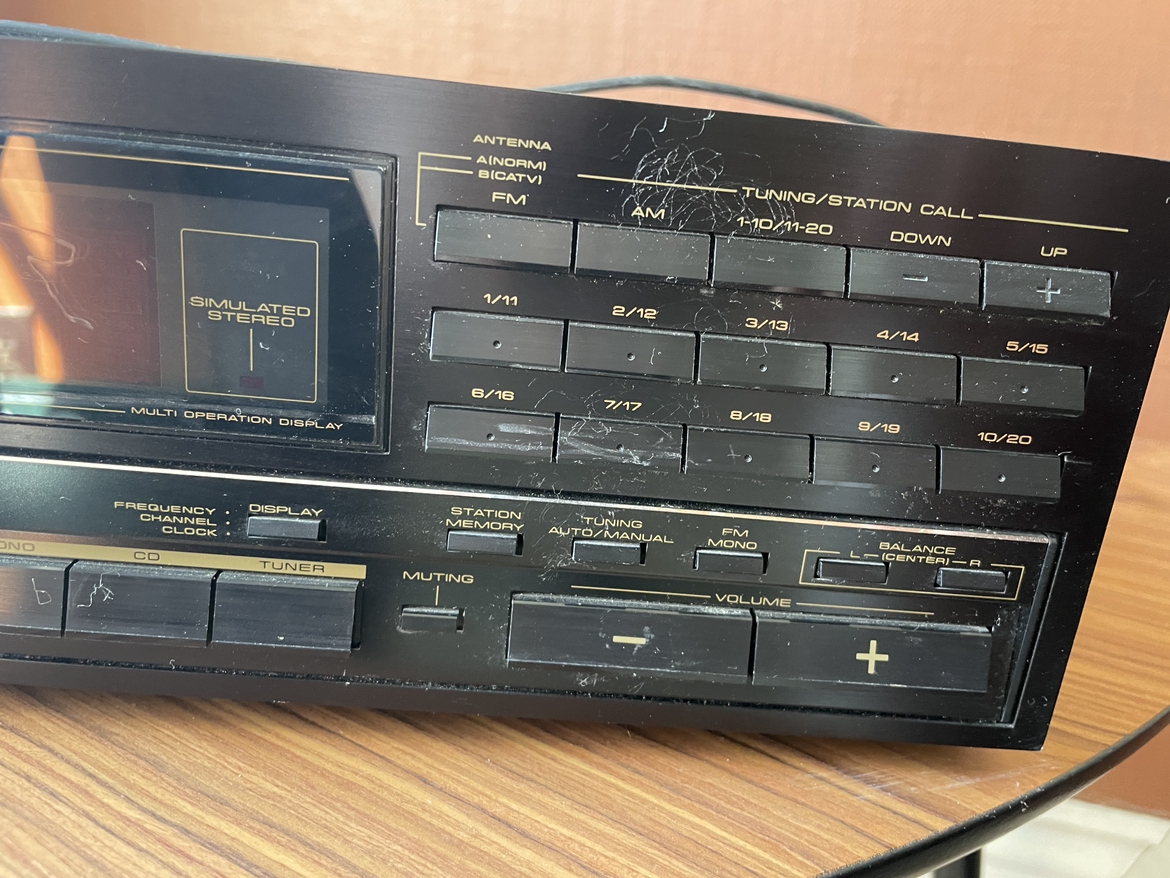 ANTENNA
A(NORM)
B(CATV)
TUNING/STATION CALL
FM
AM
1-10/11-20
DOWN
UP
−
+
1/11
2/12
3/13
4/14
5/15
6/16
7/17
8/18
9/19
10/20
SIMULATED
STEREO
MULTI OPERATION DISPLAY
FREQUENCY
CHANNEL
CLOCK
DISPLAY
STATION
MEMORY
TUNING
AUTO/MANUAL
FM
MONO
BALANCE
L —(CENTER)— R
CD
TUNER
MUTING
VOLUME
−
+